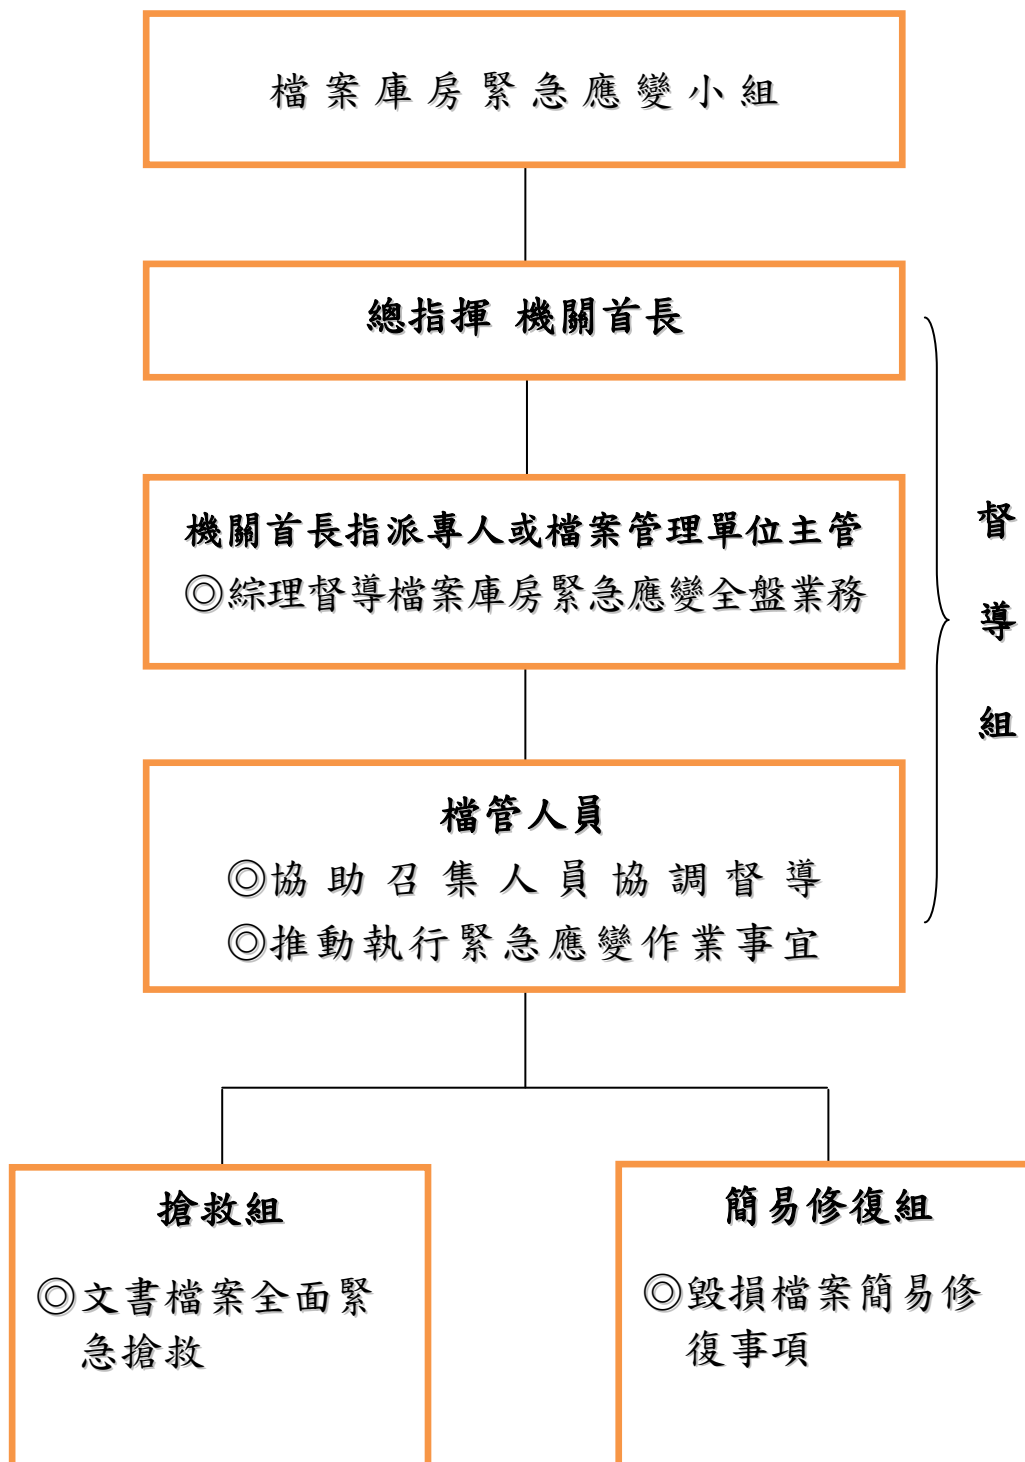 檔案庫房緊急應變小組
總指揮 機關首長
機關首長指派專人或檔案管理單位主管
◎綜理督導檔案庫房緊急應變全盤業務
督導組
檔管人員
◎協助召集人員協調督導
◎推動執行緊急應變作業事宜
搶救組
◎文書檔案全面緊
急搶救
簡易修復組
◎毀損檔案簡易修
復事項